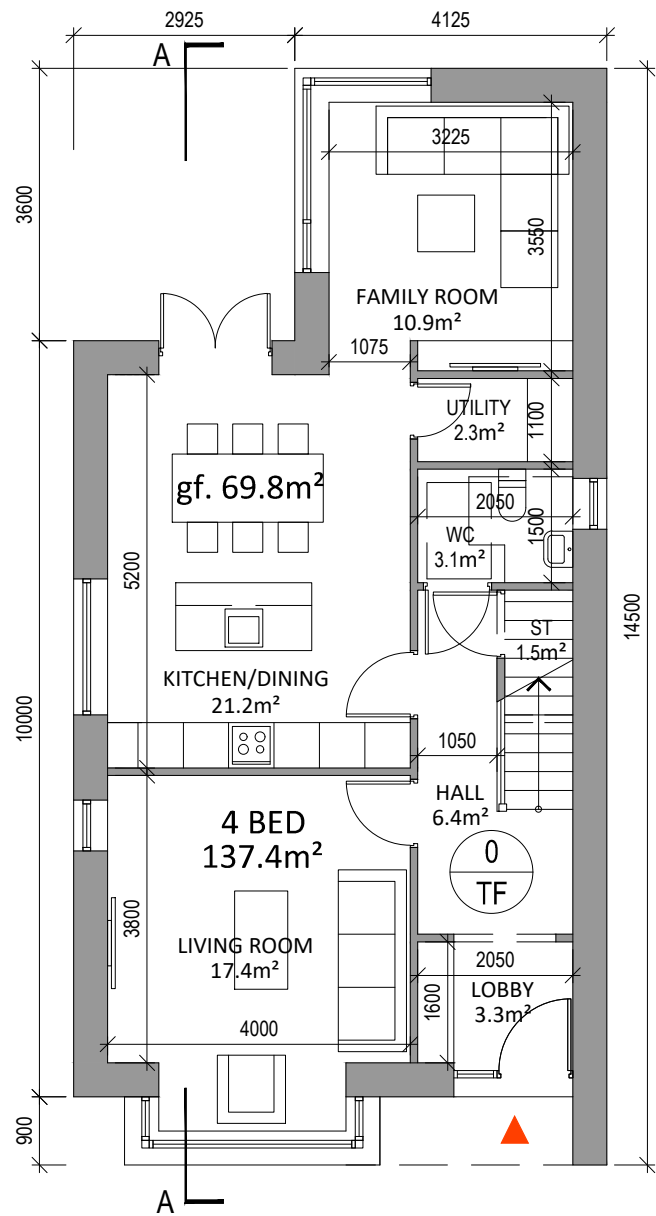 2925
4125
A
3600
3225
3550
FAMILY ROOM
10.9m²
1075
UTILITY
2.3m²
1100
gf. 69.8m²
2050
WC
3.1m²
1500
5200
ST
1.5m²
14500
KITCHEN/DINING
21.2m²
10000
1050
HALL
6.4m²
4 BED
137.4m²
0
TF
3800
LIVING ROOM
17.4m²
2050
LOBBY
3.3m²
1600
4000
900
A